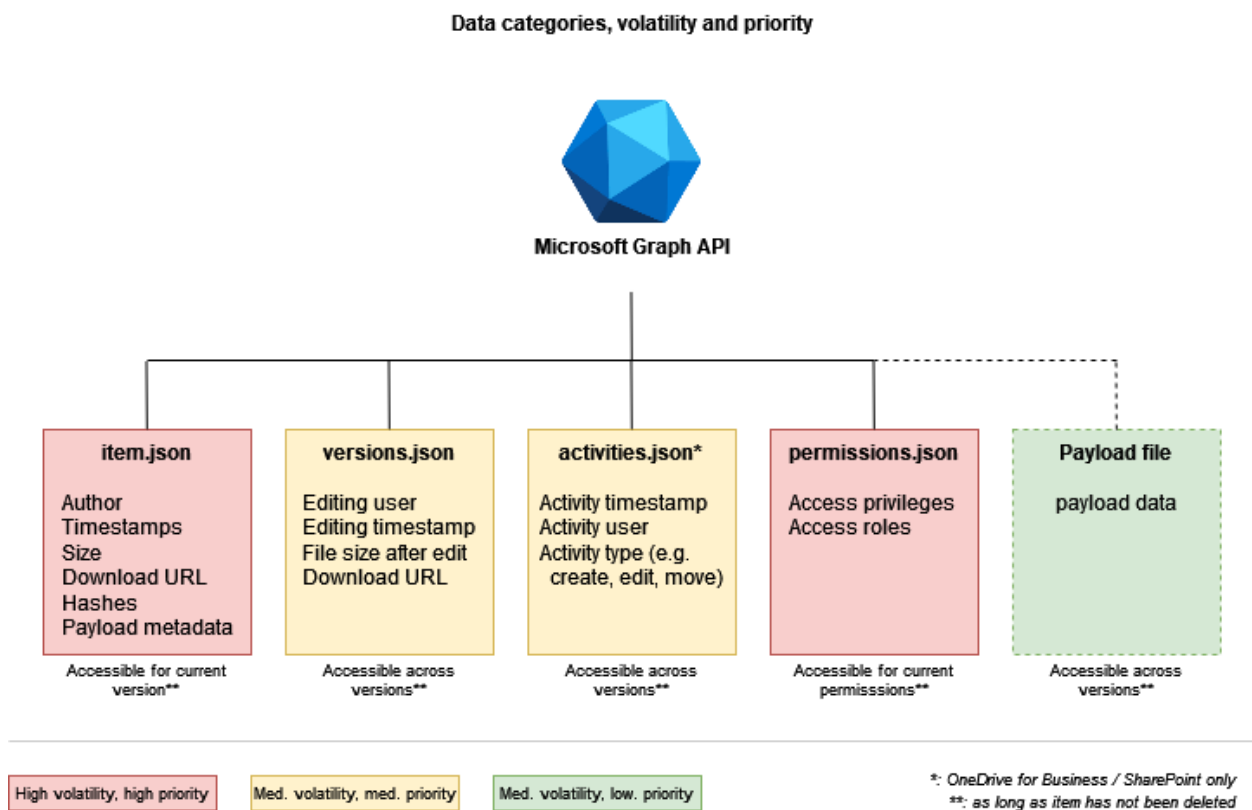 Data categories, volatility and priority
Microsoft Graph API
item.json
Author
Timestamps
Size
Download URL
Hashes
Payload metadata
Accessible for current
version**
versions.json
Editing user
Editing timestamp
File size after edit
Download URL
Accessible across
versions**
activities.json*
Activity timestamp
Activity user
Activity type (e.g.
create, edit, move)
Accessible across
versions**
permissions.json
Access privileges
Access roles
Accessible for current
permisssions**
Payload file
payload data
Accessible across
versions**
High volatility, high priority
Med. volatility, med. priority
Med. volatility, low. priority
*: OneDrive for Business / SharePoint only
**: as long as item has not been deleted